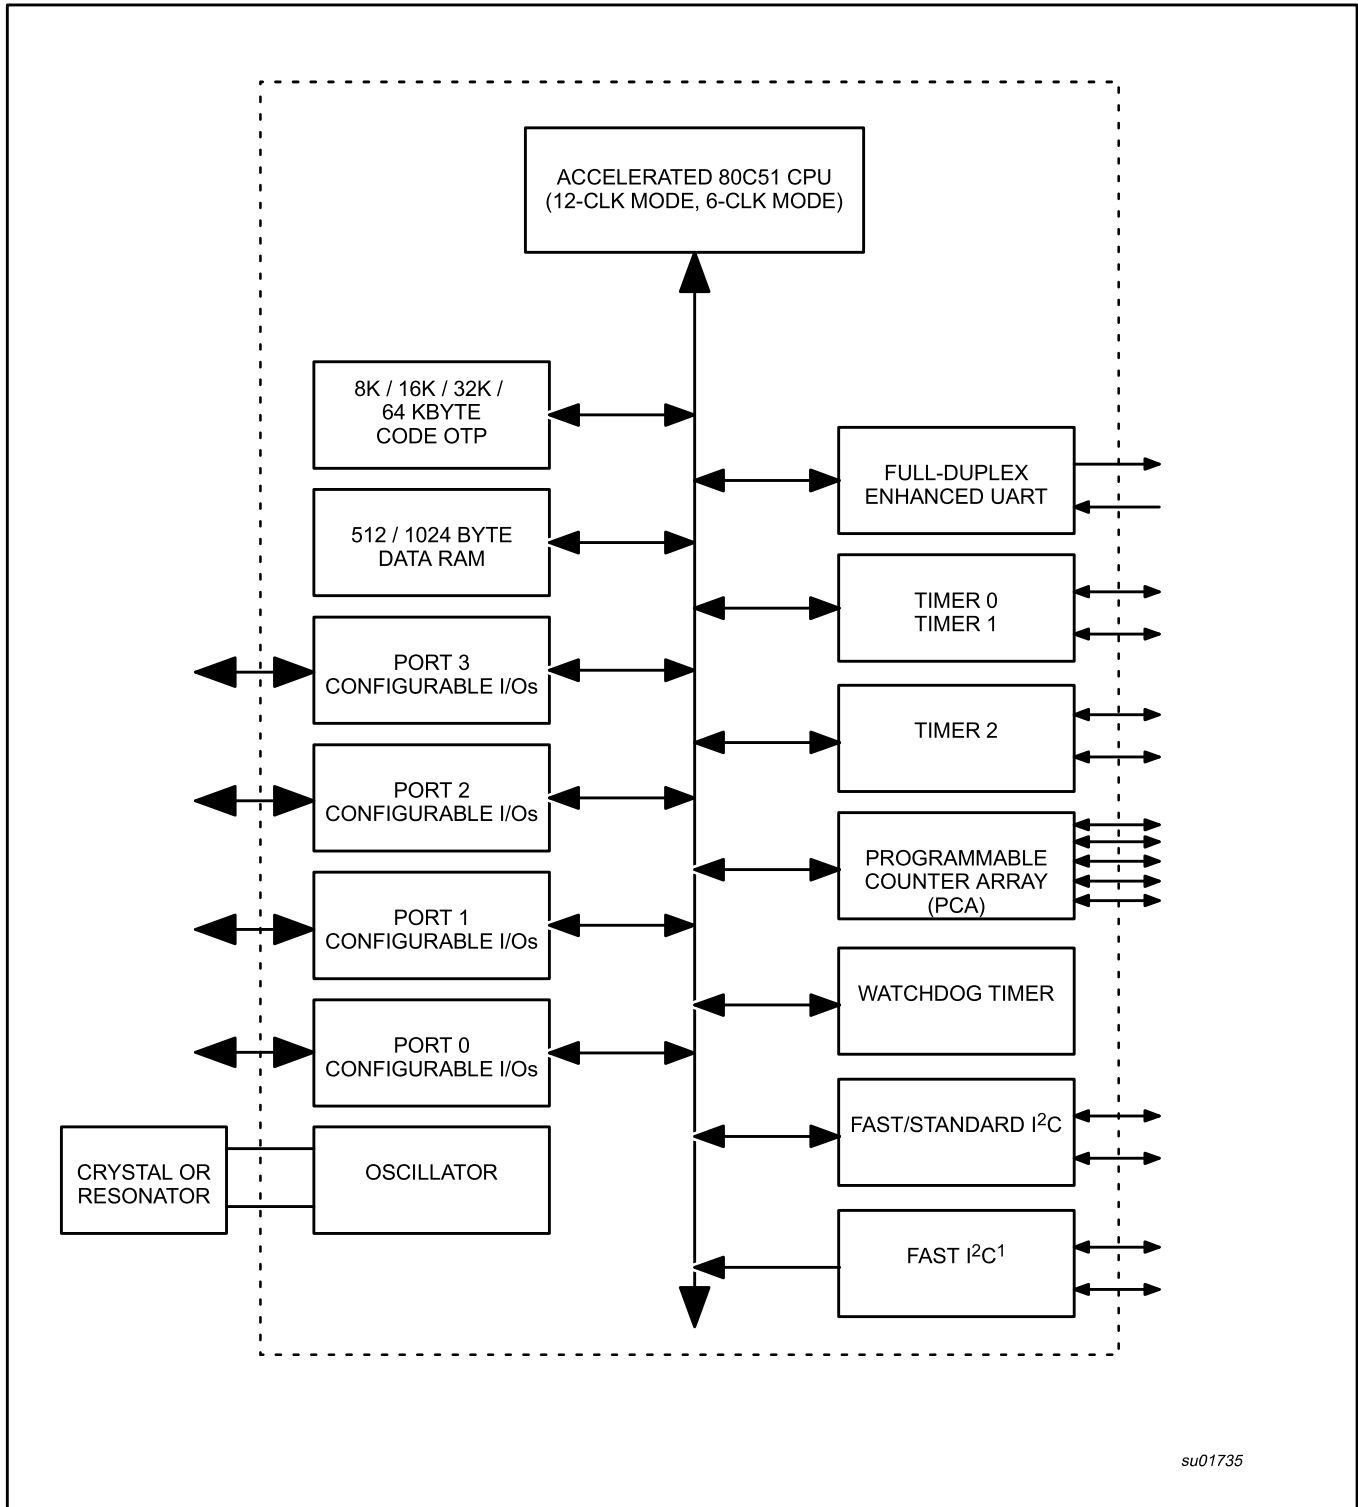 ACCELERATED 80C51 CPU
(12-CLK MODE, 6-CLK MODE)
8K / 16K / 32K /
64 KBYTE
CODE OTP
512 / 1024 BYTE
DATA RAM
PORT 3
CONFIGURABLE I/Os
PORT 2
CONFIGURABLE I/Os
PORT 1
CONFIGURABLE I/Os
PORT 0
CONFIGURABLE I/Os
CRYSTAL OR
RESONATOR
OSCILLATOR
FULL-DUPLEX
ENHANCED UART
TIMER 0
TIMER 1
TIMER 2
PROGRAMMABLE
COUNTER ARRAY
(PCA)
WATCHDOG TIMER
FAST/STANDARD I²C
FAST I²C¹
su01735